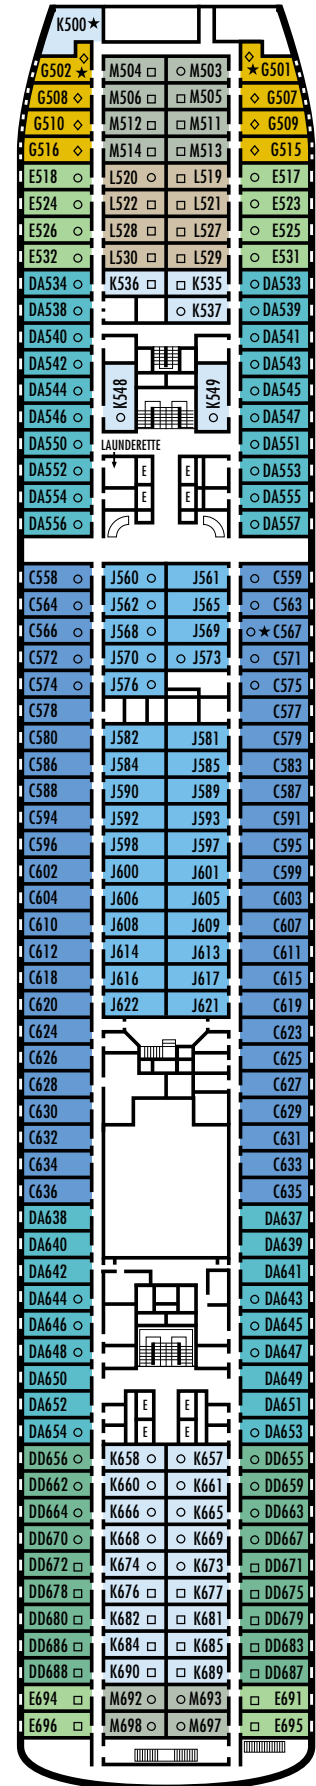 K500★
G502 ◇★ M504 □ ○ M503 ◇★ G501
G508 ◇ M506 □ □ M505 ◇ G507
G510 ◇ M512 □ □ M511 ◇ G509
G516 ◇ M514 □ □ M513 ◇ G515
E518 ○ L520 ○ □ L519 ○ E517
E524 ○ L522 □ □ L521 ○ E523
E526 ○ L528 □ □ L527 ○ E525
E532 ○ L530 □ □ L529 ○ E531
DA534 ○ K536 □ □ K535 ○ DA533
DA538 ○ ○ K537 ○ DA539
DA540 ○ ○ DA541
DA542 ○ ○ DA543
DA544 ○ ○ K548 ○ K549 ○ DA545
DA546 ○ ○ DA547
DA550 ○ LAUNDERETTE ○ DA551
DA552 ○ E E ○ DA553
DA554 ○ E E ○ DA555
DA556 ○ ○ DA557
C558 ○ J560 ○ J561 ○ C559
C564 ○ J562 ○ J565 ○ C563
C566 ○ J568 ○ J569 ○★ C567
C572 ○ J570 ○ ○ J573 ○ C571
C574 ○ J576 ○ ○ C575
C578 C577
C580 J582 J581 C579
C586 J584 J585 C583
C588 J590 J589 C587
C594 J592 J593 C591
C596 J598 J597 C595
C602 J600 J601 C599
C604 J606 J605 C603
C610 J608 J609 C607
C612 J614 J613 C611
C618 J616 J617 C615
C620 J622 J621 C619
C624 C623
C626 C625
C628 C627
C630 C629
C632 C631
C634 C633
C636 C635
DA638 DA637
DA640 DA639
DA642 DA641
DA644 ○ ○ DA643
DA646 ○ ○ DA645
DA648 ○ ○ DA647
DA650 DA649
DA652 E E DA651
DA654 ○ E E ○ DA653
DD656 ○ K658 ○ ○ K657 ○ DD655
DD662 ○ K660 ○ ○ K661 ○ DD659
DD664 ○ K666 ○ ○ K665 ○ DD663
DD670 ○ K668 ○ ○ K669 ○ DD667
DD672 □ K674 ○ ○ K673 □ DD671
DD678 □ K676 □ □ K677 □ DD675
DD680 □ K682 □ □ K681 □ DD679
DD686 □ K684 □ □ K685 □ DD683
DD688 □ K690 □ □ K689 □ DD687
E694 □ M692 ○ ○ M693 □ E691
E696 □ M698 ○ ○ M697 □ E695